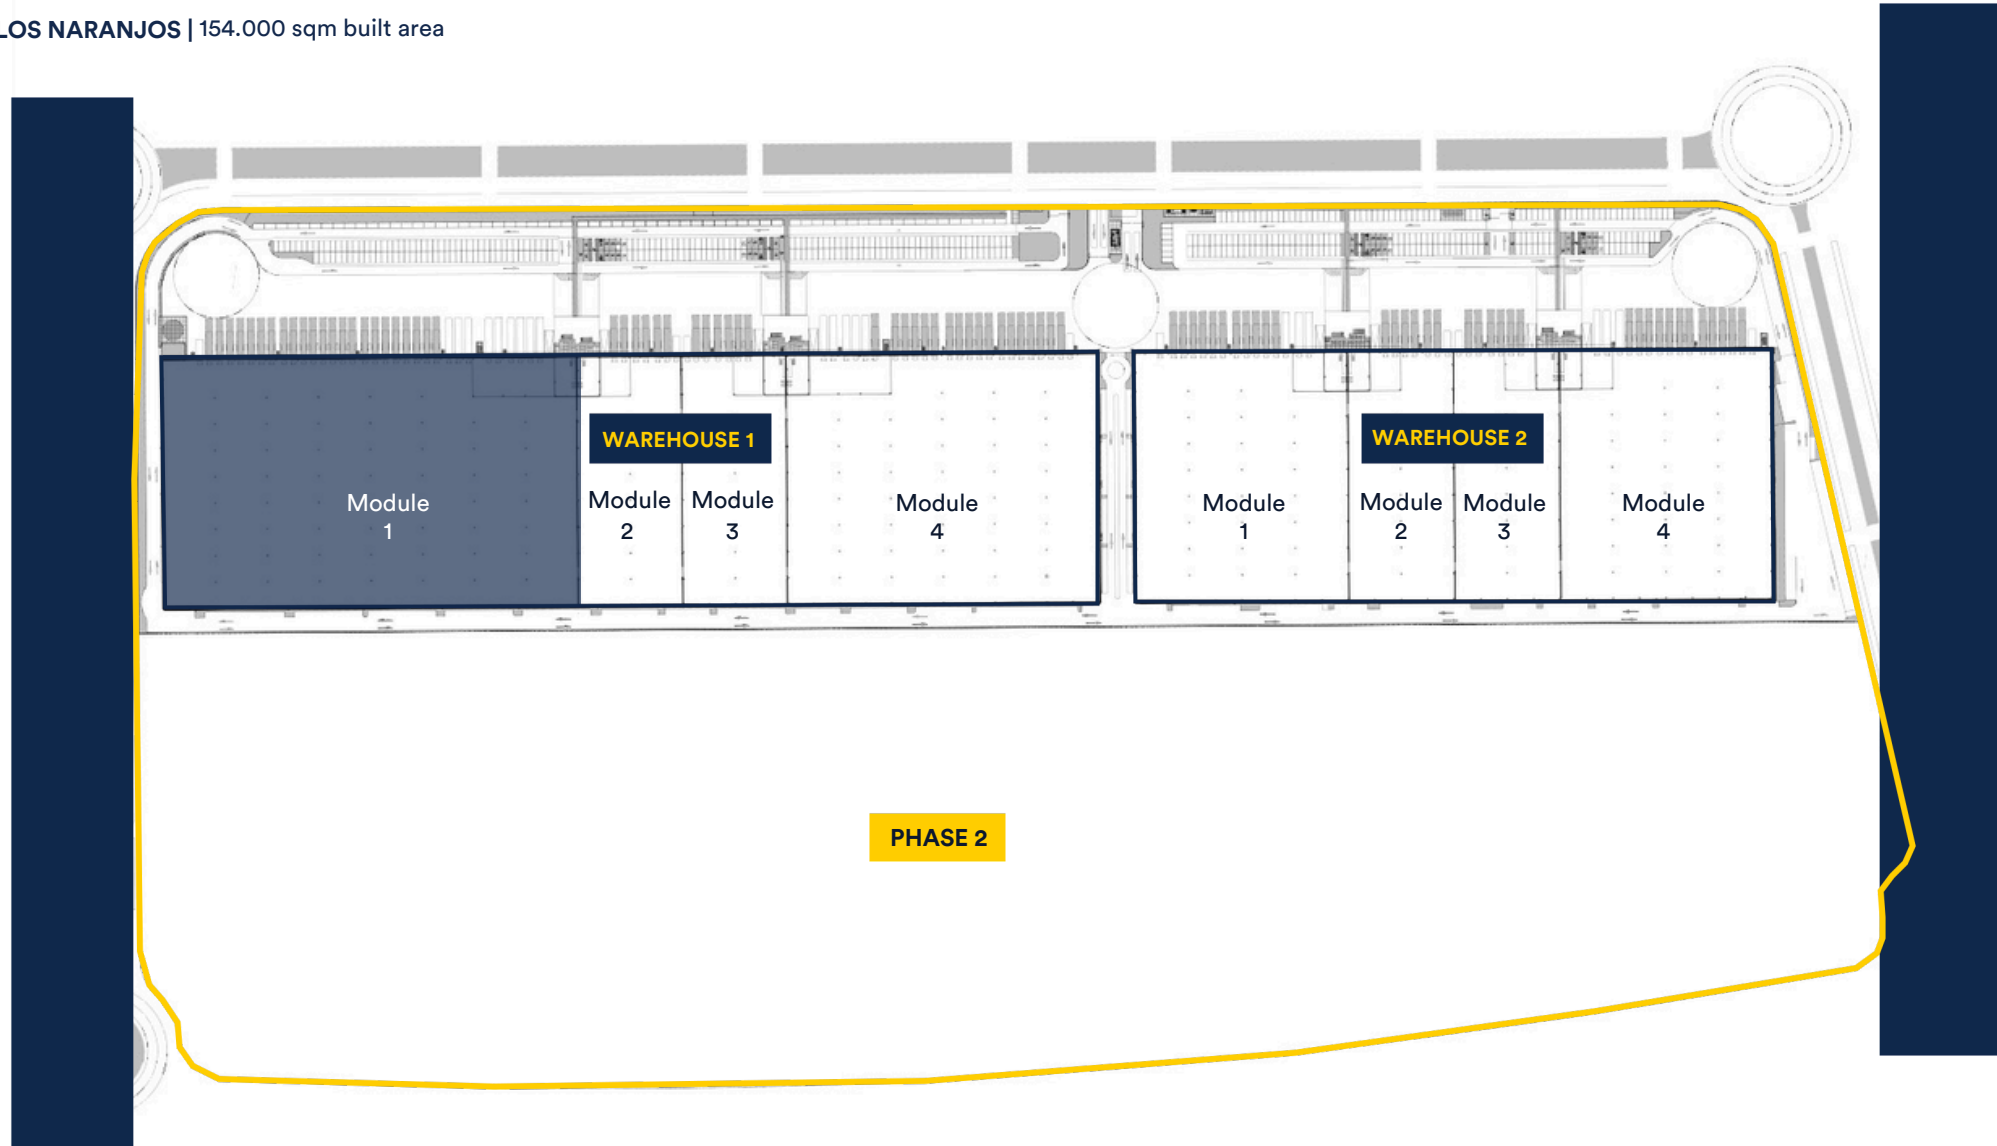 LOS NARANJOS | 154.000 sqm built area
WAREHOUSE 1
Module
1
Module
2
Module
3
Module
4
WAREHOUSE 2
Module
1
Module
2
Module
3
Module
4
PHASE 2